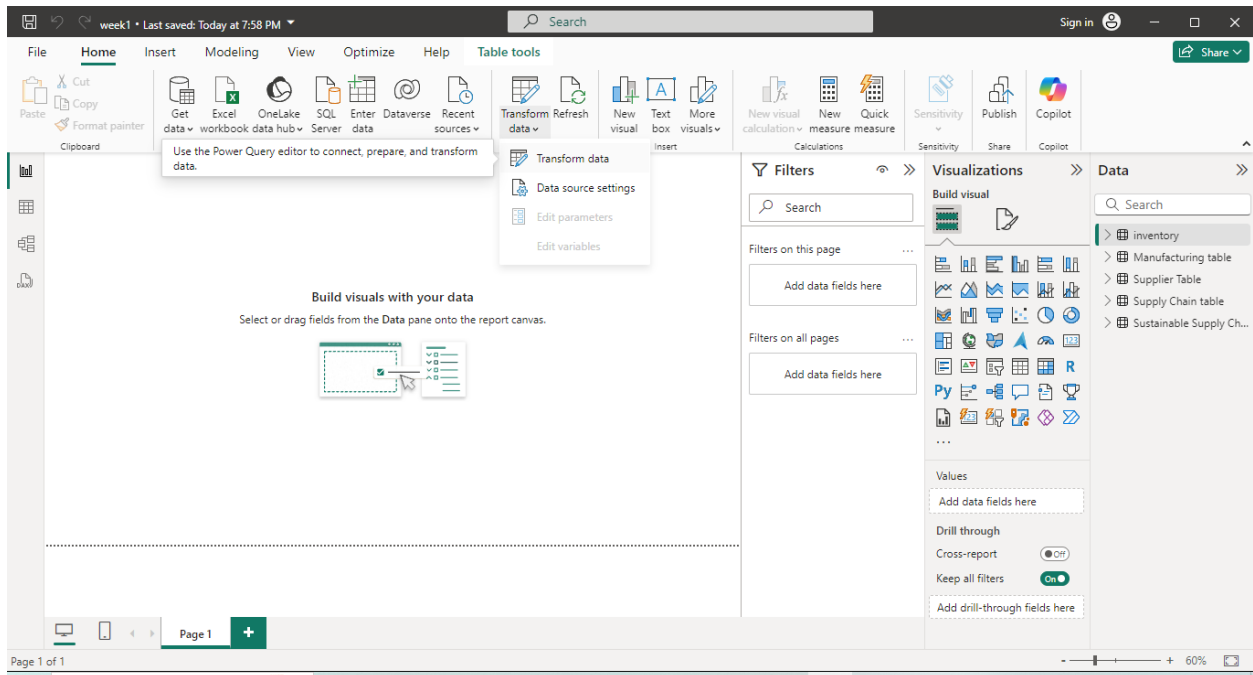 week1 • Last saved: Today at 7:58 PM
Search
Sign in
File Home Insert Modeling View Optimize Help Table tools
Share
Paste
Cut
Copy
Format painter
Clipboard
Get data
Excel workbook
OneLake data hub
SQL Server
Enter data
Dataverse
Recent sources
Transform data
Refresh
New visual
Text box
More visuals
Insert
New visual calculation
New measure
Quick measure
Calculations
Sensitivity
Sensitivity
Publish
Share
Copilot
Copilot
Use the Power Query editor to connect, prepare, and transform
data.
Transform data
Data source settings
Edit parameters
Edit variables
Build visuals with your data
Select or drag fields from the Data pane onto the report canvas.
Filters
Search
Filters on this page
...
Add data fields here
Filters on all pages
...
Add data fields here
Visualizations
Build visual
123
R
Py
...
Values
Add data fields here
Drill through
Cross-report
Off
Keep all filters
On
Add drill-through fields here
Data
Search
inventory
Manufacturing table
Supplier Table
Supply Chain table
Sustainable Supply Ch...
Page 1
+
Page 1 of 1
- + 60%